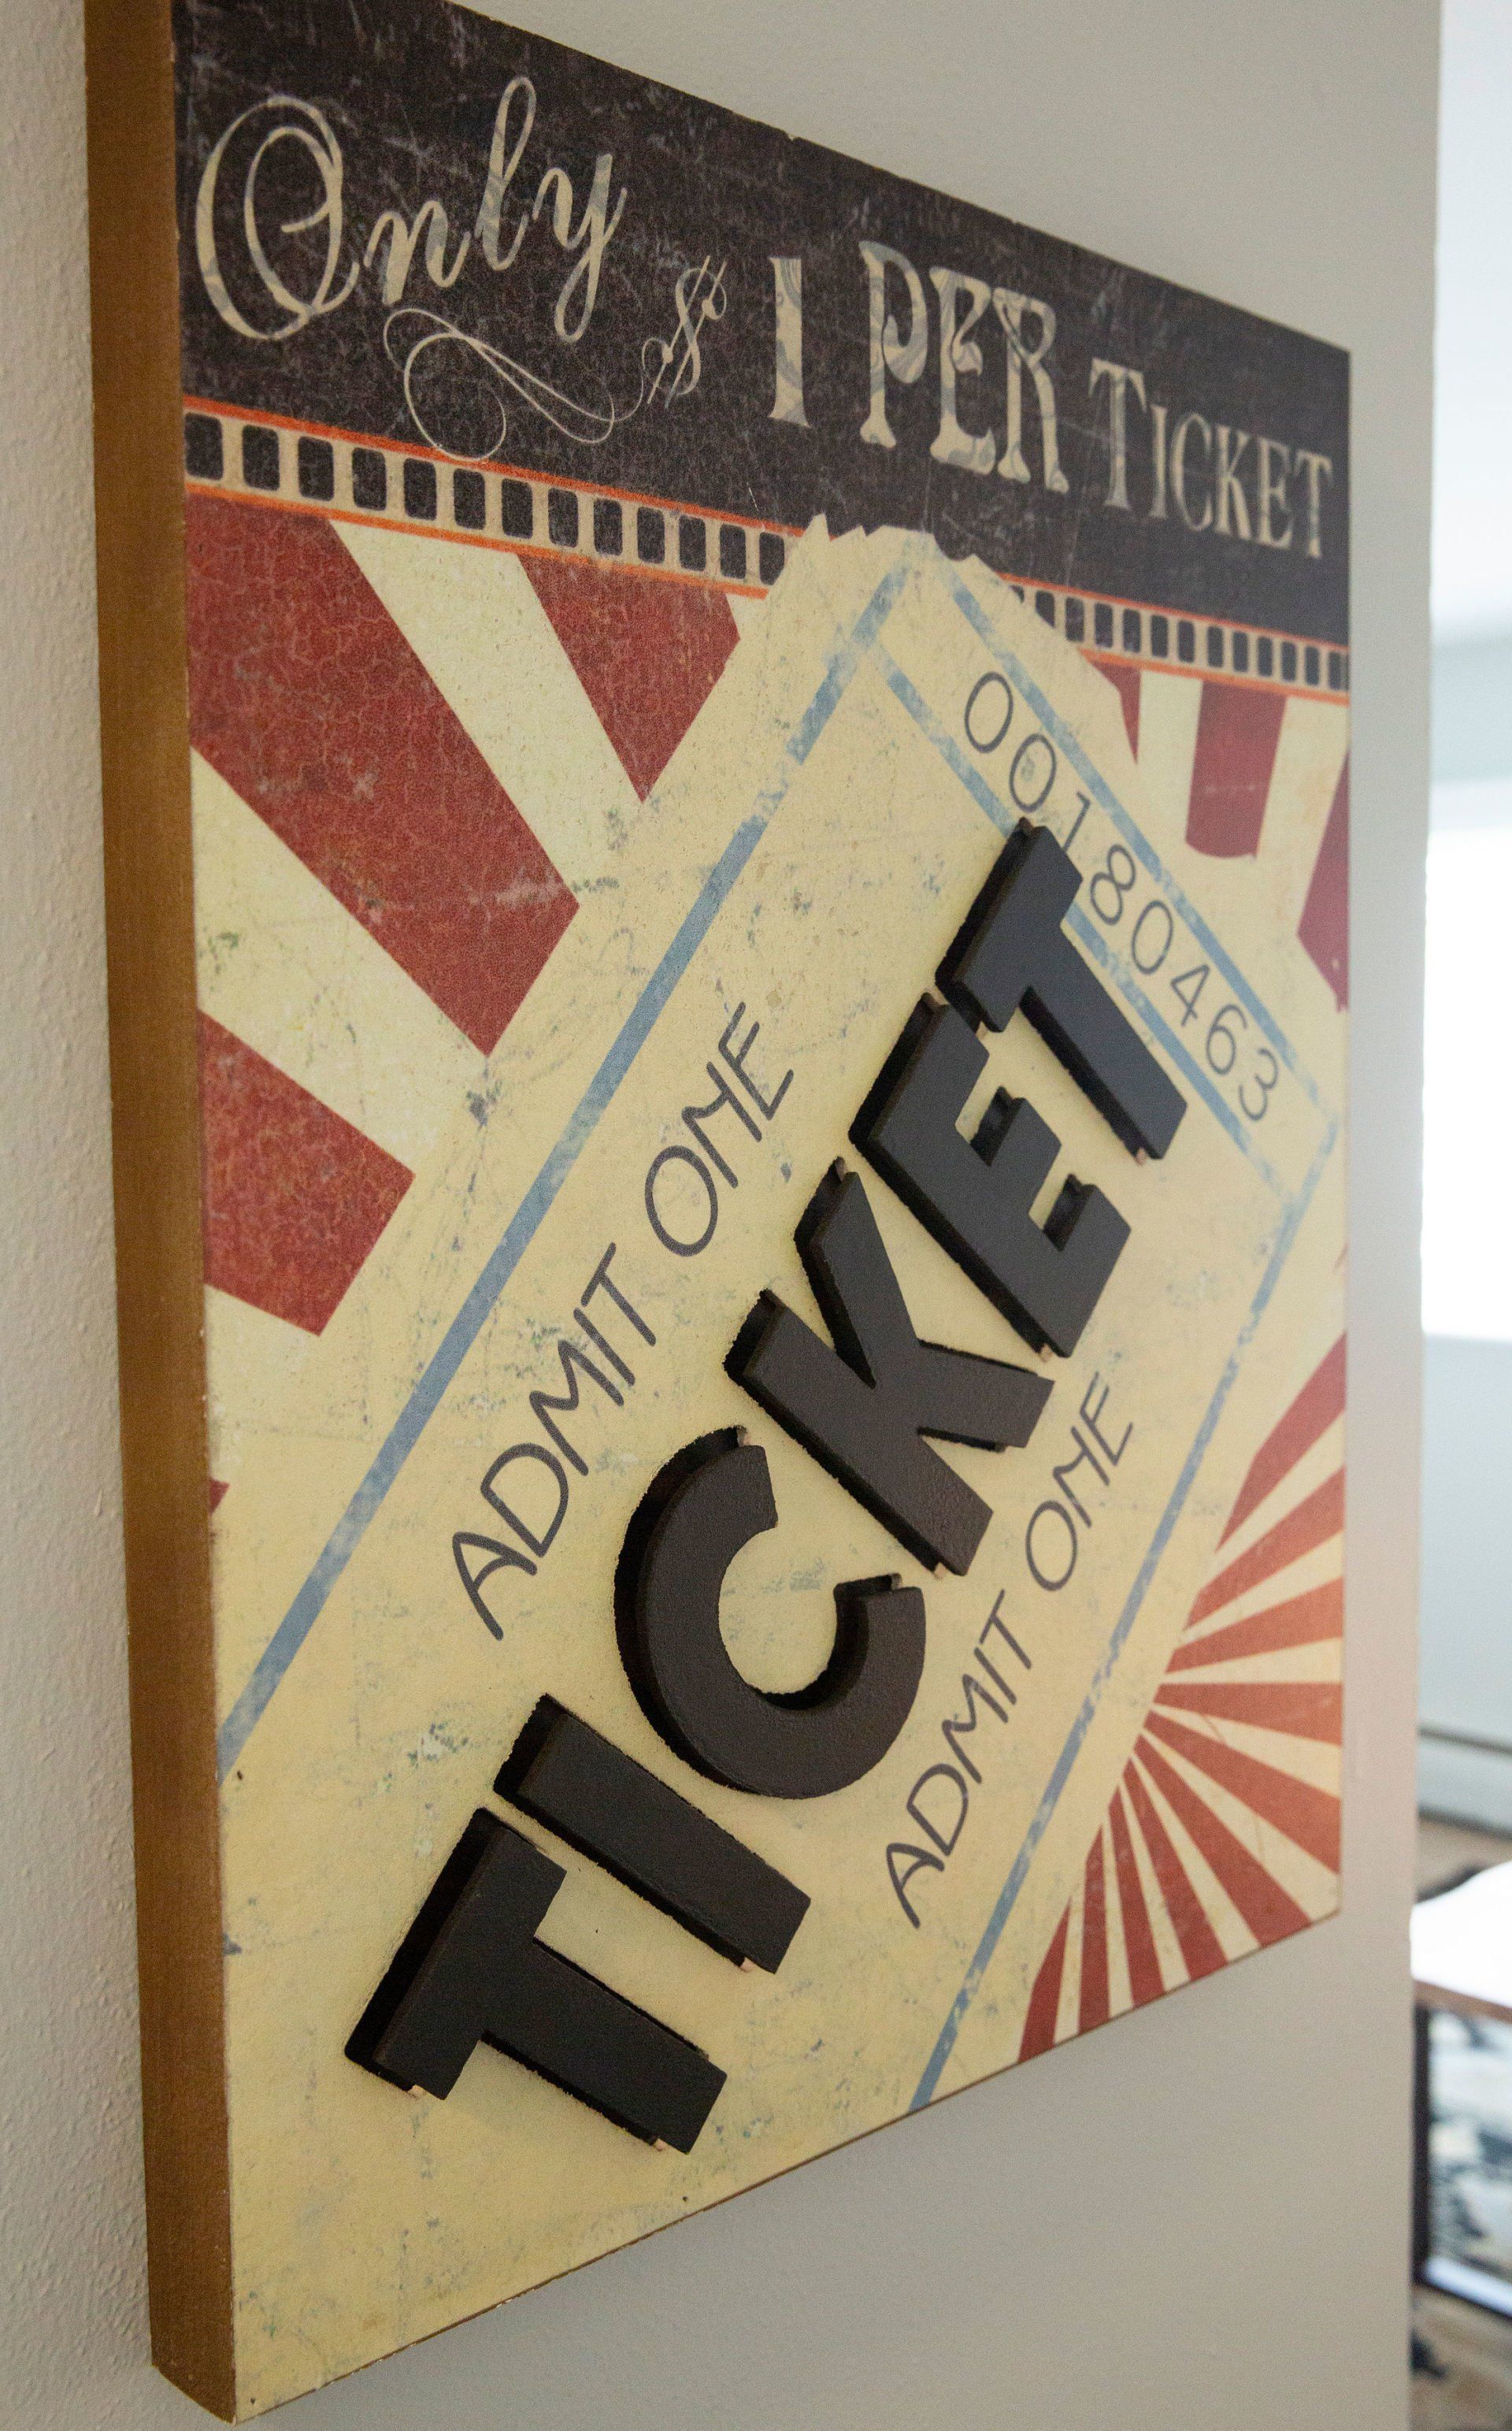 Only $ 1 PER TICKET
00180463
ADMIT ONE
TICKET
ADMIT ONE